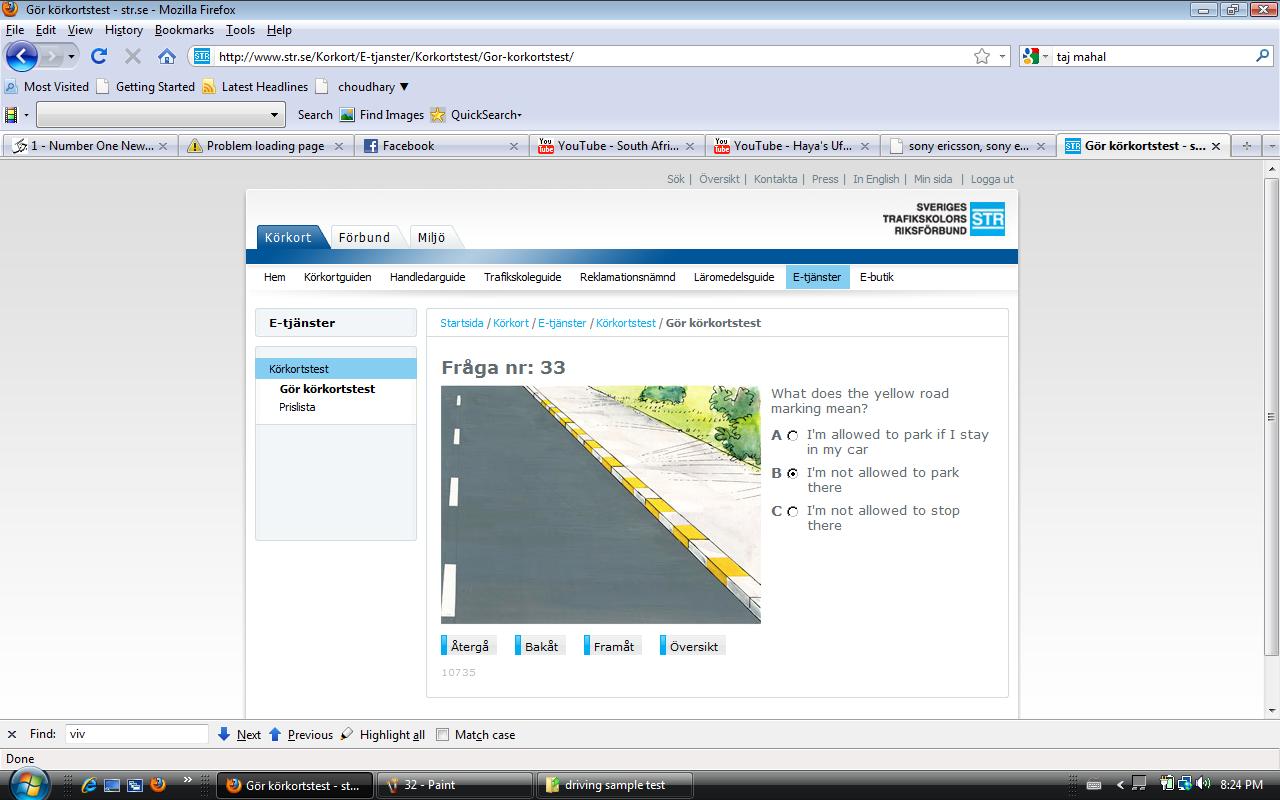 Gör körkortstest - str.se - Mozilla Firefox
File Edit View History Bookmarks Tools Help
STR http://www.str.se/Korkort/E-tjanster/Korkortstest/Gor-korkortstest/ taj mahal
Most Visited Getting Started Latest Headlines choudhary
Search Find Images QuickSearch
1 - Number One New... Problem loading page Facebook YouTube - South Afri... YouTube - Haya's Uf... sony ericsson, sony e... Gör körkortstest - s...
Sök | Översikt | Kontakta | Press | In English | Min sida | Logga ut
SVERIGES
TRAFIKSKOLORS STR
RIKSFÖRBUND
Körkort Förbund Miljö
Hem Körkortguiden Handledarguide Trafikskoleguide Reklamationsnämnd Läromedelsguide E-tjänster E-butik
E-tjänster
Körkortstest
Gör körkortstest
Prislista
Startsida / Körkort / E-tjänster / Körkortstest / Gör körkortstest
Fråga nr: 33
What does the yellow road
marking mean?
A I'm allowed to park if I stay
in my car
B I'm not allowed to park
there
C I'm not allowed to stop
there
Återgå Bakåt Framåt Översikt
10735
Find: viv Next Previous Highlight all Match case
Done
Gör körkortstest - st... 32 - Paint driving sample test 8:24 PM